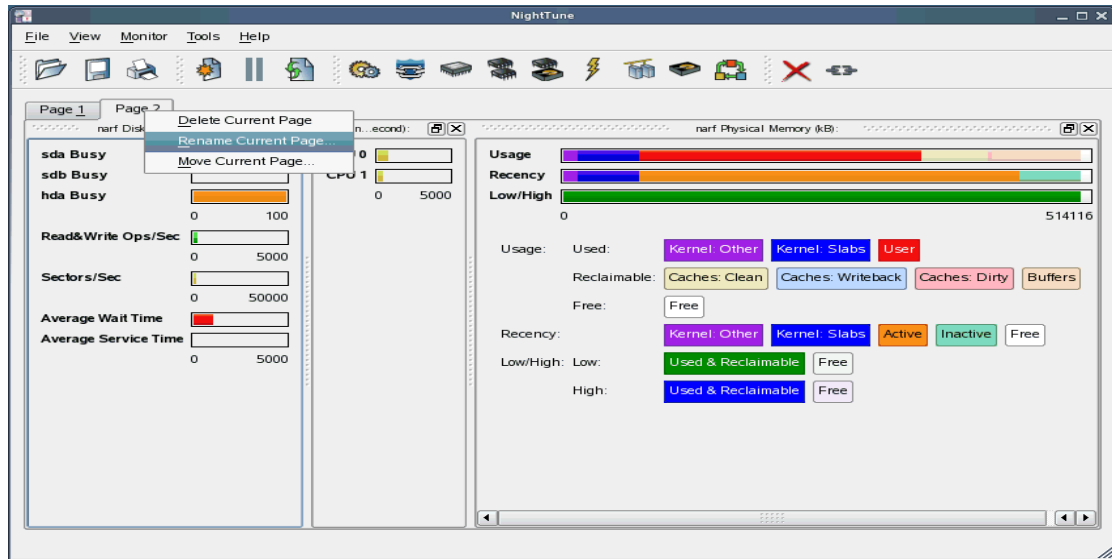 NightTune
File View Monitor Tools Help
Page 1 Page 2
Delete Current Page
Rename Current Page...
Move Current Page...
narf Disk
n...econd):
narf Physical Memory (kB):
sda Busy
sdb Busy
hda Busy
0 100
Read&Write Ops/Sec
0 5000
Sectors/Sec
0 50000
Average Wait Time
Average Service Time
0 5000
0
CPU 1
0 5000
Usage
Recency
Low/High
0 514116
Usage: Used: Kernel: Other Kernel: Slabs User
Reclaimable: Caches: Clean Caches: Writeback Caches: Dirty Buffers
Free: Free
Recency: Kernel: Other Kernel: Slabs Active Inactive Free
Low/High: Low: Used & Reclaimable Free
High: Used & Reclaimable Free